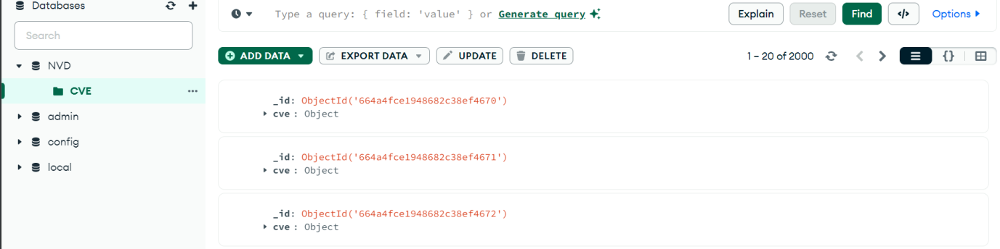 Databases
Search
NVD
CVE
admin
config
local
Type a query: { field: 'value' } or Generate query
Explain
Reset
Find
</>
Options
ADD DATA
EXPORT DATA
UPDATE
DELETE
1 – 20 of 2000
{}
_id: ObjectId('664a4fce1948682c38ef4670')
cve : Object
_id: ObjectId('664a4fce1948682c38ef4671')
cve : Object
_id: ObjectId('664a4fce1948682c38ef4672')
cve : Object